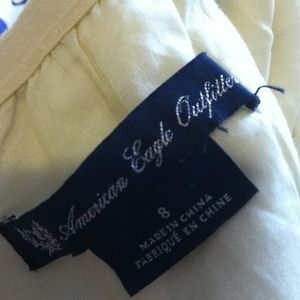 American Eagle Outfitters
8
MADE IN CHINA
FABRIQUÉ EN CHINE